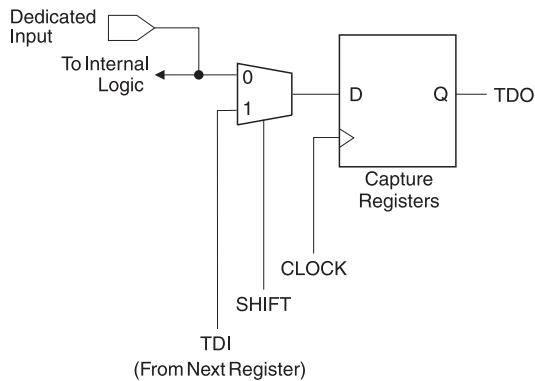 Dedicated
Input
To Internal
Logic
0
1
D
Q
TDO
Capture
Registers
CLOCK
SHIFT
TDI
(From Next Register)